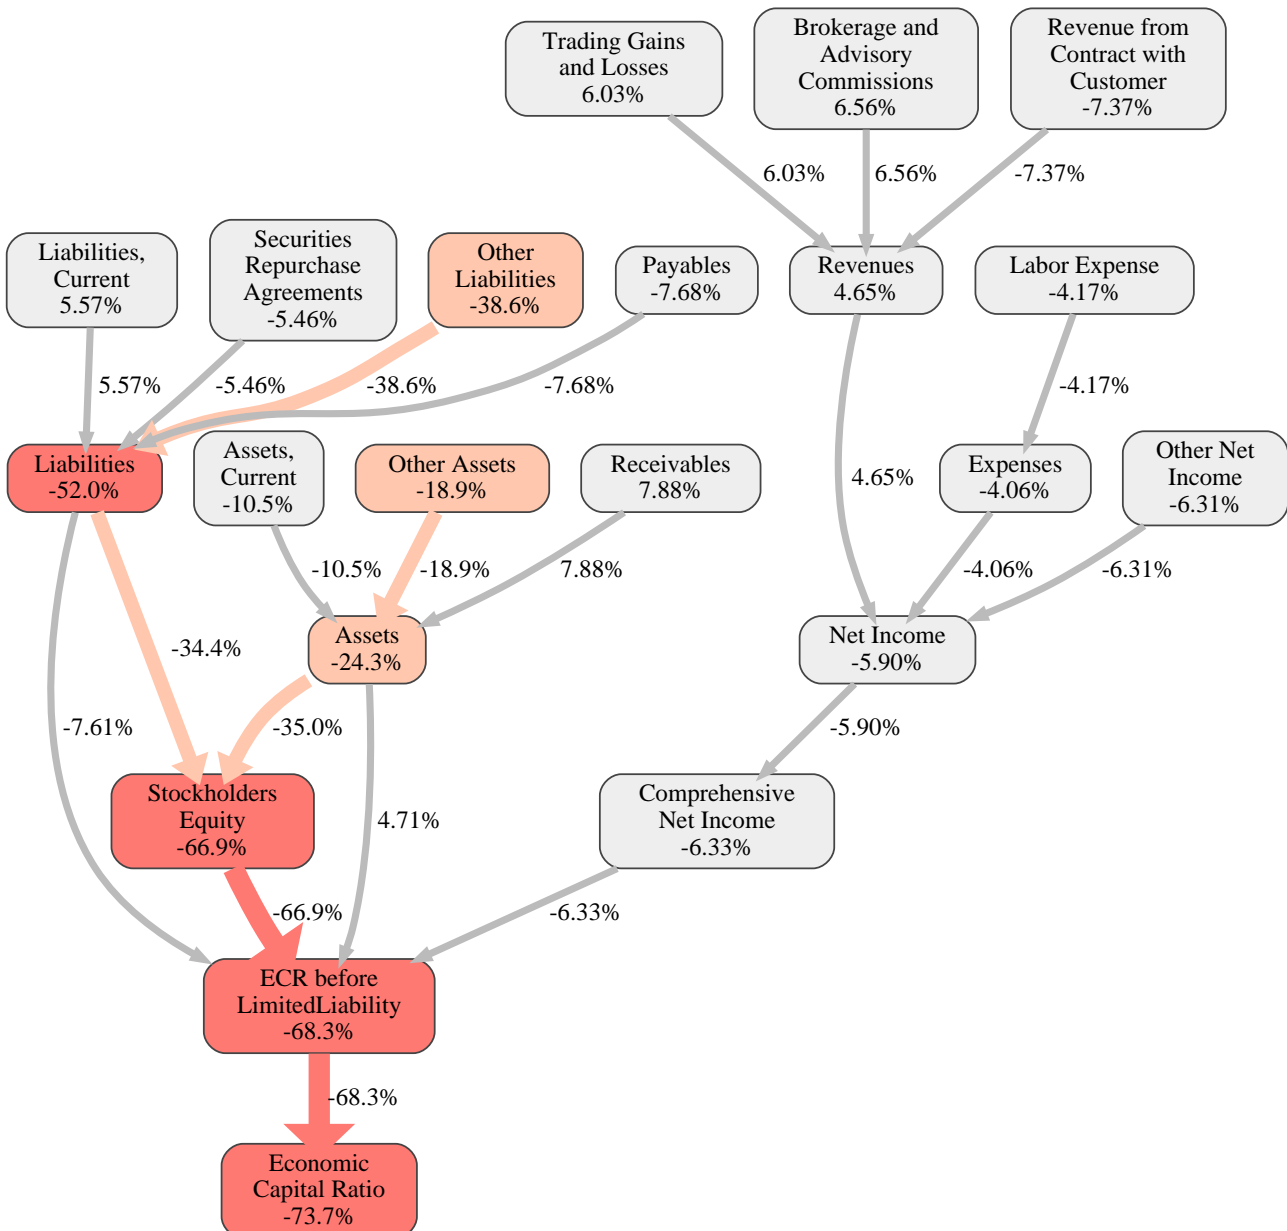 Trading Gains
and Losses
6.03%
Brokerage and
Advisory
Commissions
6.56%
Revenue from
Contract with
Customer
-7.37%
6.03%
6.56%
-7.37%
Liabilities,
Current
5.57%
Securities
Repurchase
Agreements
-5.46%
Other
Liabilities
-38.6%
Payables
-7.68%
Revenues
4.65%
Labor Expense
-4.17%
5.57%
-5.46%
-38.6%
-7.68%
-4.17%
Liabilities
-52.0%
Assets,
Current
-10.5%
Other Assets
-18.9%
Receivables
7.88%
4.65%
Expenses
-4.06%
Other Net
Income
-6.31%
-10.5%
-18.9%
7.88%
-4.06%
-6.31%
-34.4%
Assets
-24.3%
Net Income
-5.90%
-7.61%
-35.0%
-5.90%
Stockholders
Equity
-66.9%
4.71%
Comprehensive
Net Income
-6.33%
-66.9%
-6.33%
ECR before
LimitedLiability
-68.3%
-68.3%
Economic
Capital Ratio
-73.7%